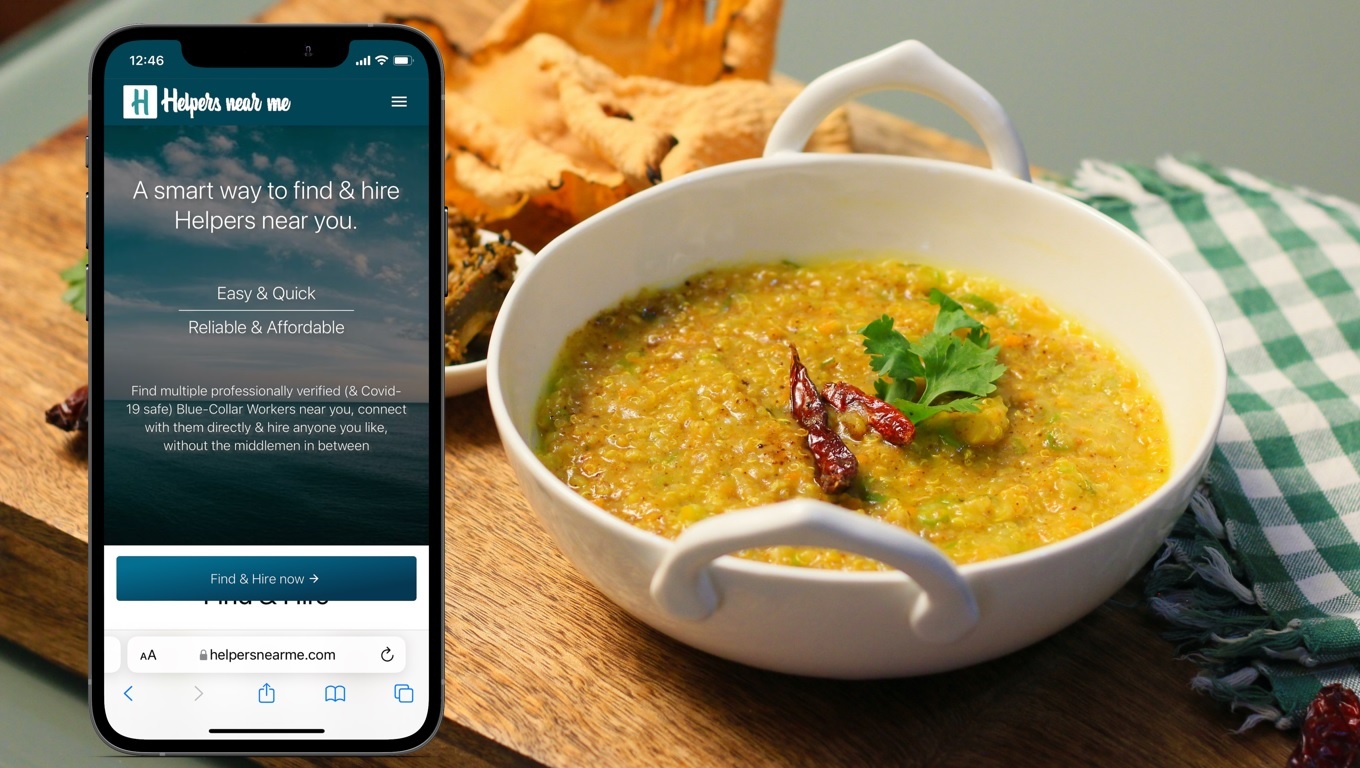 12:46
H Helpers near me
A smart way to find & hire
Helpers near you.
Easy & Quick
Reliable & Affordable
Find multiple professionally verified (& Covid-
19 safe) Blue-Collar Workers near you, connect
with them directly & hire anyone you like,
without the middlemen in between
Find & Hire now →
Find & Hire
AA helpersnearme.com